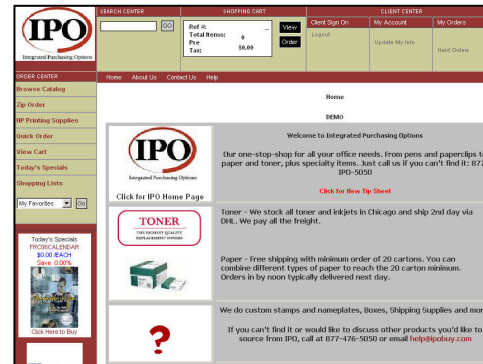 SEARCH CENTER
SHOPPING CART
CLIENT CENTER
IPO
Integrated Purchasing Options
GO
Ref #:
Total Items: 0
Pre Tax: $0.00
View
Order
Client Sign On
My Account
My Orders
Logout
Update My Info
Held Orders
ORDER CENTER
Home About Us Contact Us Help
Browse Catalog
Zip Order
HP Printing Supplies
Quick Order
View Cart
Today's Specials
Shopping Lists
My Favorites
Go
Home
DEMO
IPO
Integrated Purchasing Options
Click for IPO Home Page
Welcome to Integrated Purchasing Options
Our one-stop-shop for all your office needs. From pens and paperclips t
paper and toner, plus specialty items. Just call us if you can't find it: 877
IPO-5050
Click for New Tip Sheet
TONER
THE HIGHEST QUALITY
REPLACEMENT TONERS
Toner - We stock all toner and inkjets in Chicago and ship 2nd day via
DHL. We pay all the freight.
Paper - Free shipping with minimum order of 20 cartons. You can
combine different types of paper to reach the 20 carton minimum.
Orders in by noon typically delivered next day.
Today's Specials
FROSCALENDAR
$0.00 /EACH
Save 0.00%
Click Here to Buy
?
We do custom stamps and nameplates, Boxes, Shipping Supplies and mor
If you can't find it or would like to discuss other products you'd like to
source from IPO, call at 877-476-5050 or email help@ipobuy.com